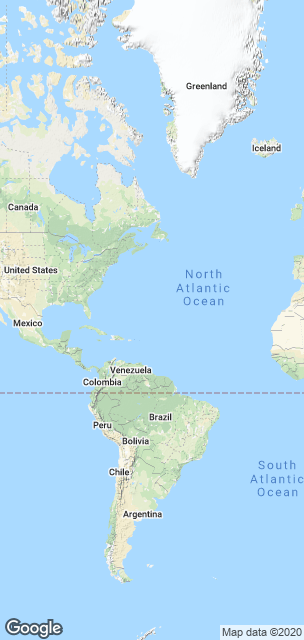 Greenland
Iceland
Canada
United States
North
Atlantic
Ocean
Mexico
Venezuela
Colombia
Brazil
Peru
Bolivia
South
Atlantic
Ocean
Chile
Argentina
Google
Map data ©2020